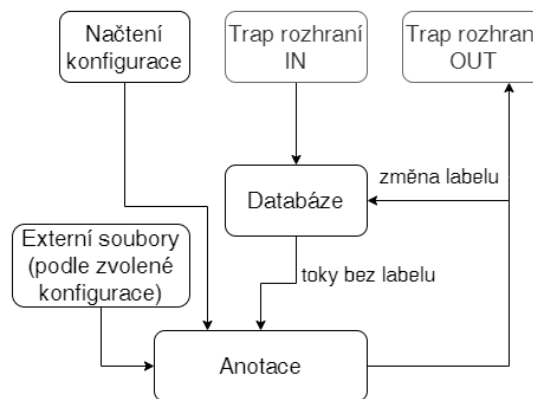 Načtení
konfigurace
Trap rozhraní
IN
Trap rozhraní
OUT
změna labelu
Databáze
Externí soubory
(podle zvolené
konfigurace)
toky bez labelu
Anotace